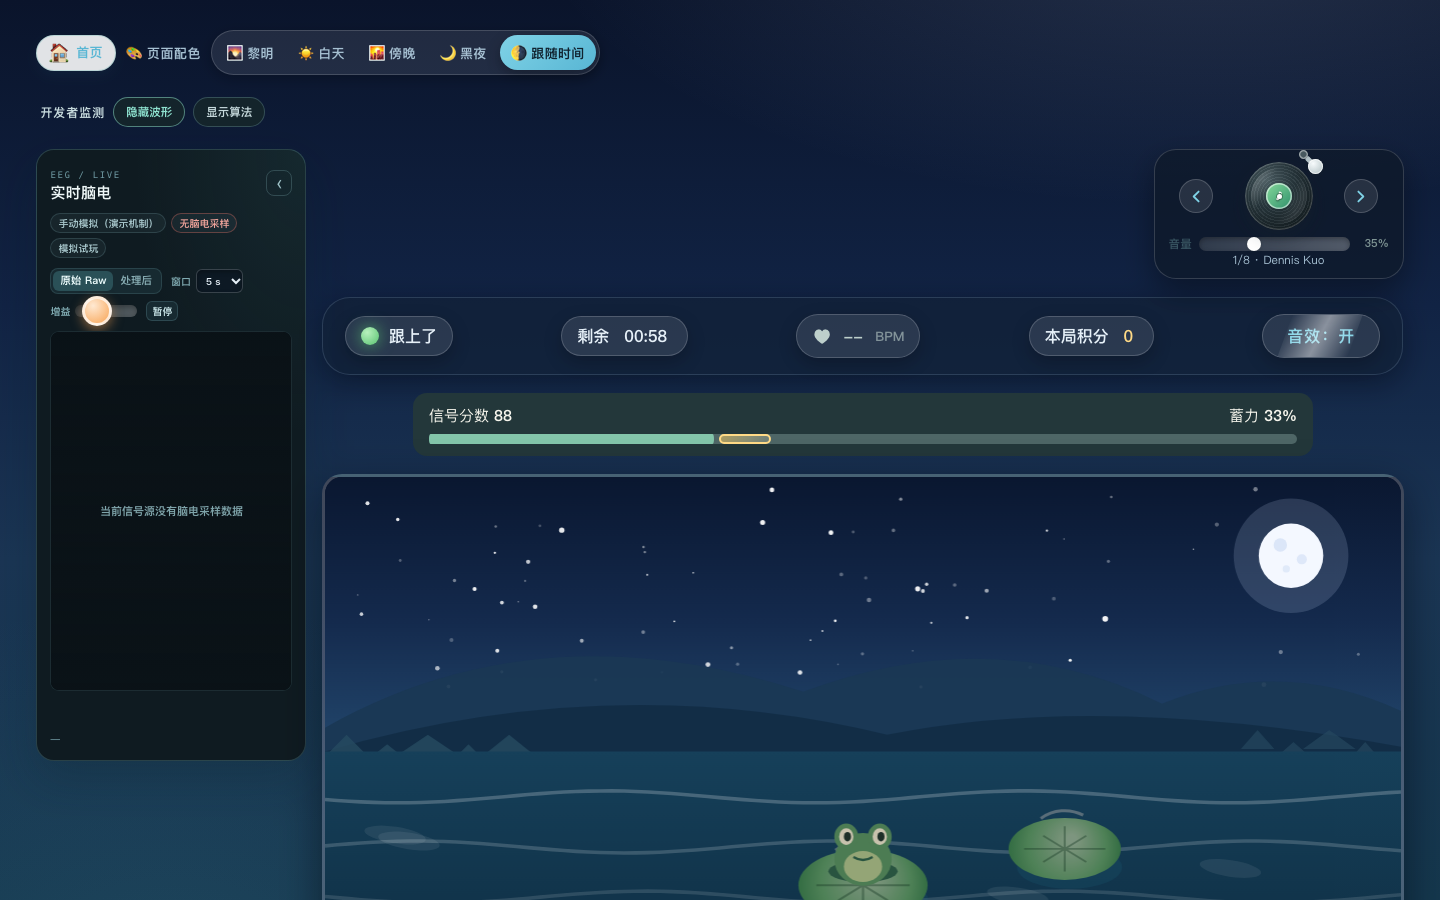 首页
页面配色
黎明
白天
傍晚
黑夜
跟随时间
开发者监测
隐藏波形
显示算法
EEG / LIVE
实时脑电
手动模拟（演示机制）
无脑电采样
模拟试玩
原始 Raw
处理后
窗口
5 s
增益
暂停
当前信号源没有脑电采样数据
—
音量
35%
1/8 · Dennis Kuo
跟上了
剩余 00:58
-- BPM
本局积分 0
音效：开
信号分数 88
蓄力 33%